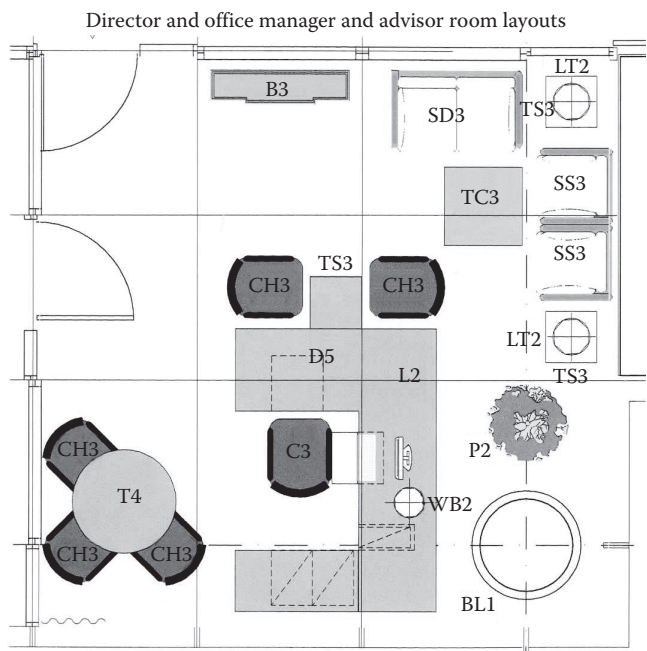 Director and office manager and advisor room layouts
LT2
B3
SD3
TS3
SS3
TC3
SS3
TS3
CH3
CH3
LT2
D5
L2
TS3
CH3
C3
P2
T4
WB2
CH3
CH3
BL1